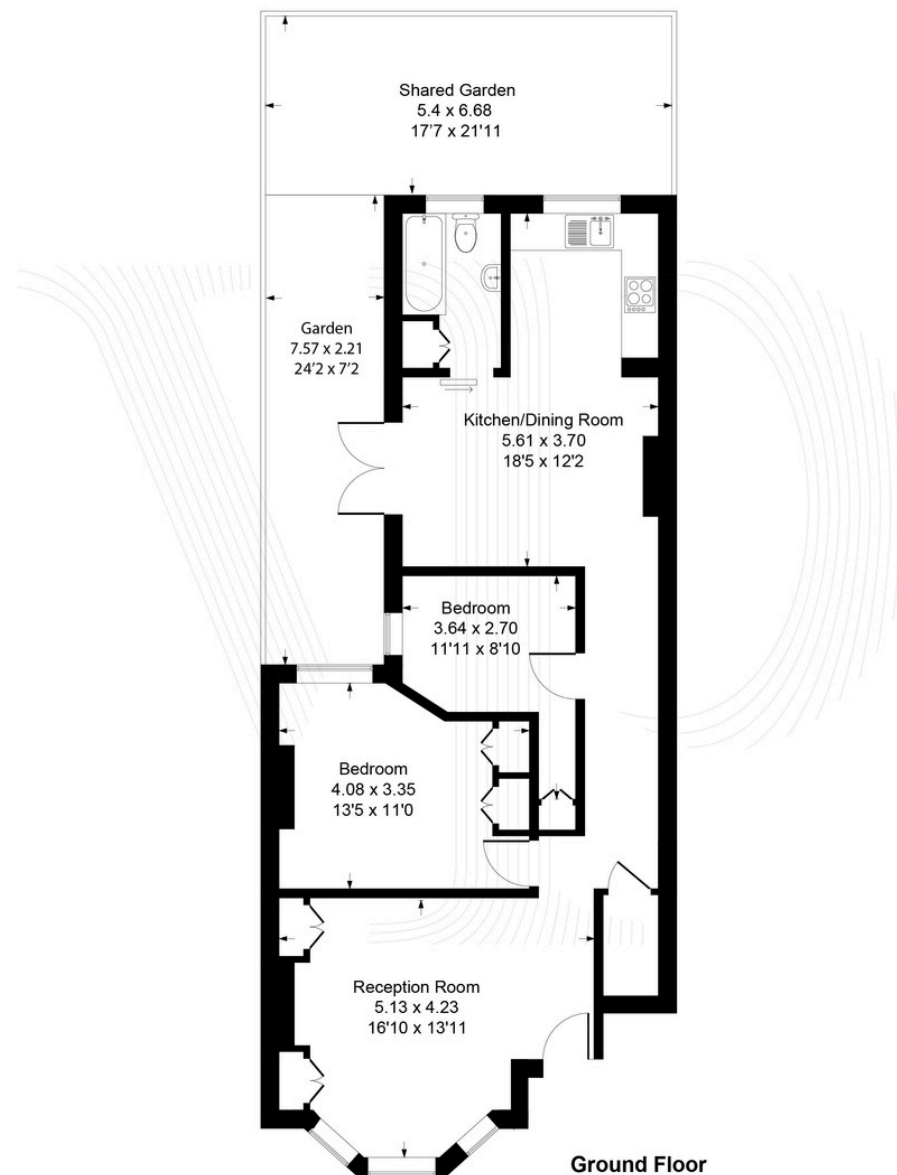 Shared Garden
5.4 x 6.68
17'7 x 21'11
Garden
7.57 x 2.21
24'2 x 7'2
Kitchen/Dining Room
5.61 x 3.70
18'5 x 12'2
Bedroom
3.64 x 2.70
11'11 x 8'10
Bedroom
4.08 x 3.35
13'5 x 11'0
Reception Room
5.13 x 4.23
16'10 x 13'11
Ground Floor